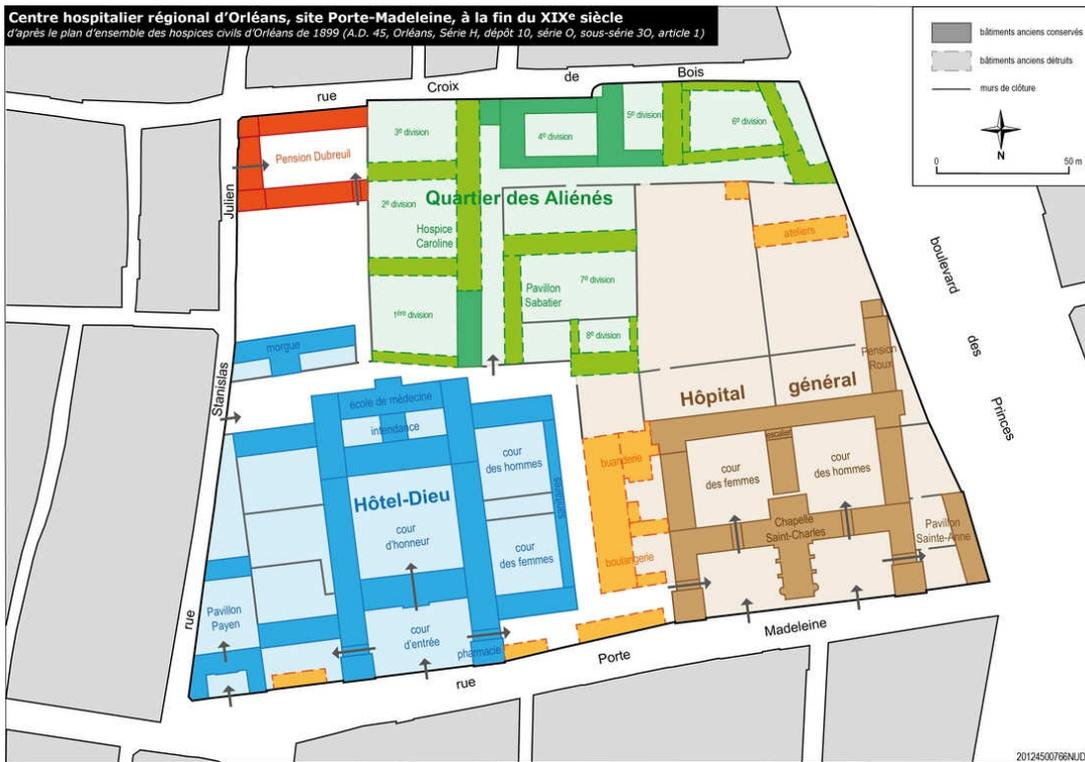 Centre hospitalier régional d'Orléans, site Porte-Madeleine, à la fin du XIXe siècle
d'après le plan d'ensemble des hospices civils d'Orléans de 1899 (A.D. 45, Orléans, Série H, dépôt 10, série O, sous-série 3O, article 1)
bâtiments anciens conservés
bâtiments anciens détruits
murs de clôture
N
0 50 m
rue Croix de Bois
rue Stanislas Julien
boulevard des Princes
rue Porte Madeleine
Pension Dubreuil
Quartier des Aliénés
3e division
4e division
5e division
6e division
2e division
Hospice
Caroline
1ère division
Pavillon
Sabatier
7e division
8e division
ateliers
morgue
école de médecine
intendance
Hôtel-Dieu
cour
d'honneur
cour
d'entrée
cour
des hommes
cour
des femmes
pharmacie
Pavillon
Payen
buanderie
boulangerie
Hôpital général
Pension
Roux
escalier
cour
des femmes
cour
des hommes
Chapelle
Saint-Charles
Pavillon
Sainte-Anne
20124500766NUD